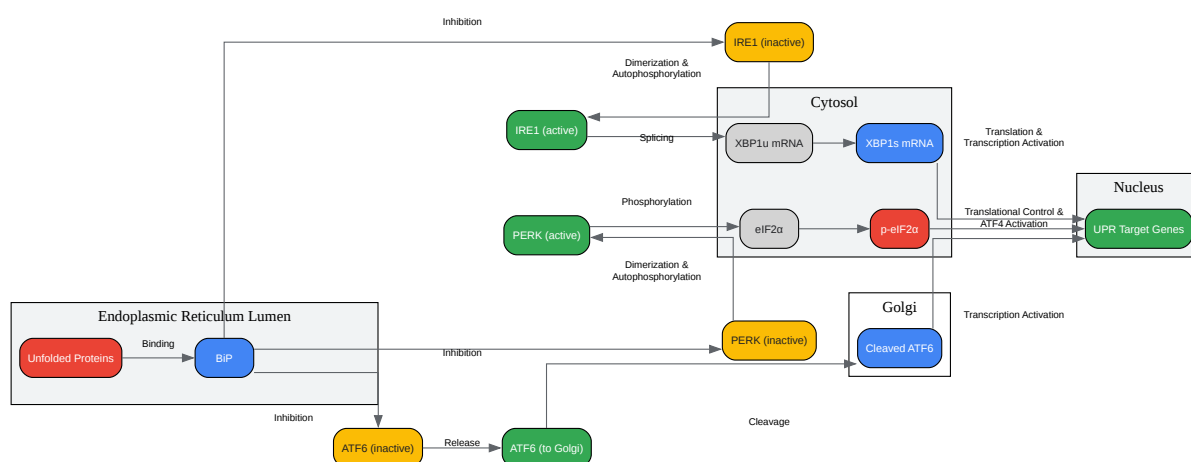 Inhibition
IRE1 (inactive)
Dimerization &
Autophosphorylation
Cytosol
IRE1 (active)
Splicing
XBP1u mRNA
XBP1s mRNA
Translation &
Transcription Activation
Nucleus
Phosphorylation
PERK (active)
eIF2α
p-eIF2α
Translational Control &
ATF4 Activation
UPR Target Genes
Dimerization &
Autophosphorylation
Endoplasmic Reticulum Lumen
Golgi
Transcription Activation
Unfolded Proteins
Binding
BiP
Inhibition
PERK (inactive)
Cleaved ATF6
Inhibition
Cleavage
ATF6 (inactive)
Release
ATF6 (to Golgi)